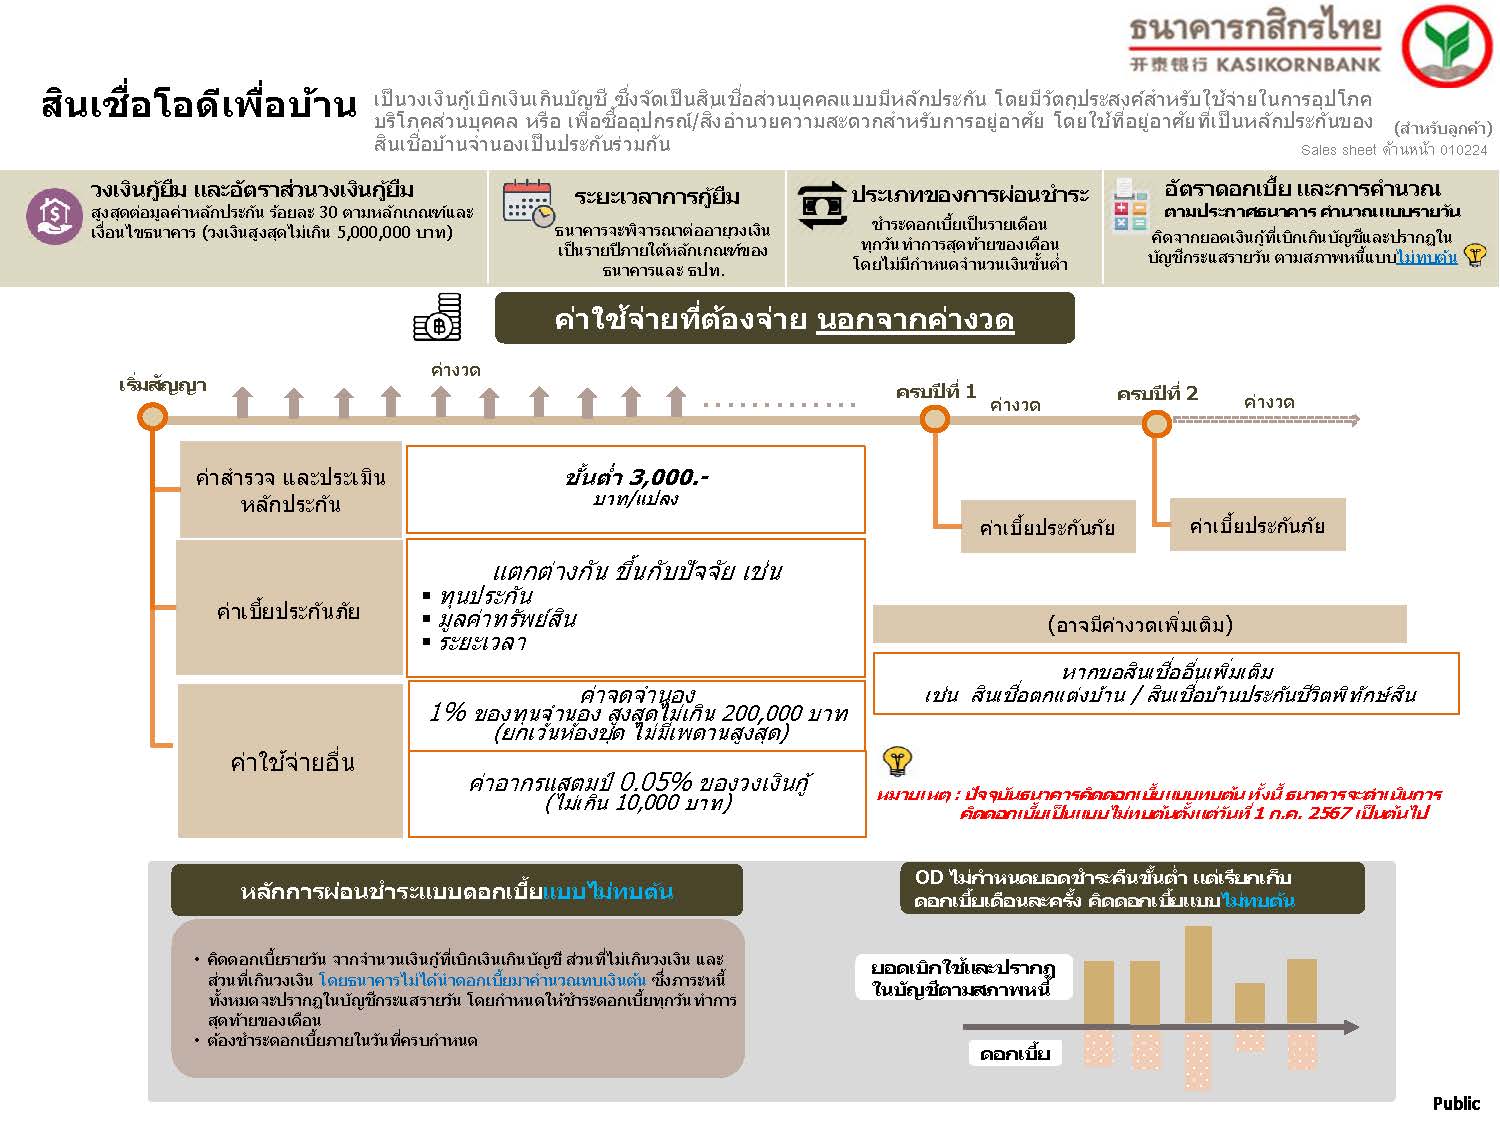 ธนาคารกสิกรไทย
开泰银行 KASIKORNBANK
สินเชื่อโอดีเพื่อบ้าน
เป็นวงเงินกู้เบิกเงินเกินบัญชี ซึ่งจัดเป็นสินเชื่อส่วนบุคคลแบบมีหลักประกัน โดยมีวัตถุประสงค์สำหรับใช้จ่ายในการอุปโภค
บริโภคส่วนบุคคล หรือ เพื่อซื้ออุปกรณ์/สิ่งอำนวยความสะดวกสำหรับการอยู่อาศัย โดยใช้ที่อยู่อาศัยที่เป็นหลักประกันของ
สินเชื่อบ้านจำนองเป็นประกันร่วมกัน
(สำหรับลูกค้า)
Sales sheet ด้านหน้า 010224
วงเงินกู้ยืม และอัตราส่วนวงเงินกู้ยืม
สูงสุดต่อมูลค่าหลักประกัน ร้อยละ 30 ตามหลักเกณฑ์และ
เงื่อนไขธนาคาร (วงเงินสูงสุดไม่เกิน 5,000,000 บาท)
ระยะเวลาการกู้ยืม
ธนาคารจะพิจารณาต่ออายุวงเงิน
เป็นรายปีภายใต้หลักเกณฑ์ของ
ธนาคารและ ธปท.
ประเภทของการผ่อนชำระ
ชำระดอกเบี้ยเป็นรายเดือน
ทุกวันทำการสุดท้ายของเดือน
โดยไม่มีกำหนดจำนวนเงินขั้นต่ำ
อัตราดอกเบี้ย และการคำนวณ
ตามประกาศธนาคาร คำนวณแบบรายวัน
คิดจากยอดเงินกู้ที่เบิกเกินบัญชีและปรากฏใน
บัญชีกระแสรายวัน ตามสภาพหนี้แบบไม่ทบต้น
ค่าใช้จ่ายที่ต้องจ่าย นอกจากค่างวด
เริ่มสัญญา
ค่างวด
ครบปีที่ 1
ค่างวด
ครบปีที่ 2
ค่างวด
ค่าสำรวจ และประเมิน
หลักประกัน
ขั้นต่ำ 3,000.-
บาท/แปลง
ค่าเบี้ยประกันภัย
ค่าเบี้ยประกันภัย
ค่าเบี้ยประกันภัย
แตกต่างกัน ขึ้นกับปัจจัย เช่น
▪ ทุนประกัน
▪ มูลค่าทรัพย์สิน
▪ ระยะเวลา
(อาจมีค่างวดเพิ่มเติม)
หากขอสินเชื่ออื่นเพิ่มเติม
เช่น สินเชื่อตกแต่งบ้าน / สินเชื่อบ้านประกันชีวิตพิทักษ์สิน
ค่าใช้จ่ายอื่น
ค่าจดจำนอง
1% ของทุนจำนอง สูงสุดไม่เกิน 200,000 บาท
(ยกเว้นห้องชุด ไม่มีเพดานสูงสุด)
ค่าอากรแสตมป์ 0.05% ของวงเงินกู้
(ไม่เกิน 10,000 บาท)
หมายเหตุ : ปัจจุบันธนาคารคิดดอกเบี้ยแบบทบต้น ทั้งนี้ ธนาคารจะดำเนินการ
คิดดอกเบี้ยเป็นแบบไม่ทบต้นตั้งแต่วันที่ 1 ก.ค. 2567 เป็นต้นไป
หลักการผ่อนชำระแบบดอกเบี้ยแบบไม่ทบต้น
• คิดดอกเบี้ยรายวัน จากจำนวนเงินกู้ที่เบิกเงินเกินบัญชี ส่วนที่ไม่เกินวงเงิน และ
ส่วนที่เกินวงเงิน โดยธนาคารไม่ได้นำดอกเบี้ยมาคำนวณทบเงินต้น ซึ่งภาระหนี้
ทั้งหมดจะปรากฏในบัญชีกระแสรายวัน โดยกำหนดให้ชำระดอกเบี้ยทุกวันทำการ
สุดท้ายของเดือน
• ต้องชำระดอกเบี้ยภายในวันที่ครบกำหนด
OD ไม่กำหนดยอดชำระคืนขั้นต่ำ แต่เรียกเก็บ
ดอกเบี้ยเดือนละครั้ง คิดดอกเบี้ยแบบไม่ทบต้น
ยอดเบิกใช้และปรากฏ
ในบัญชีตามสภาพหนี้
ดอกเบี้ย
Public